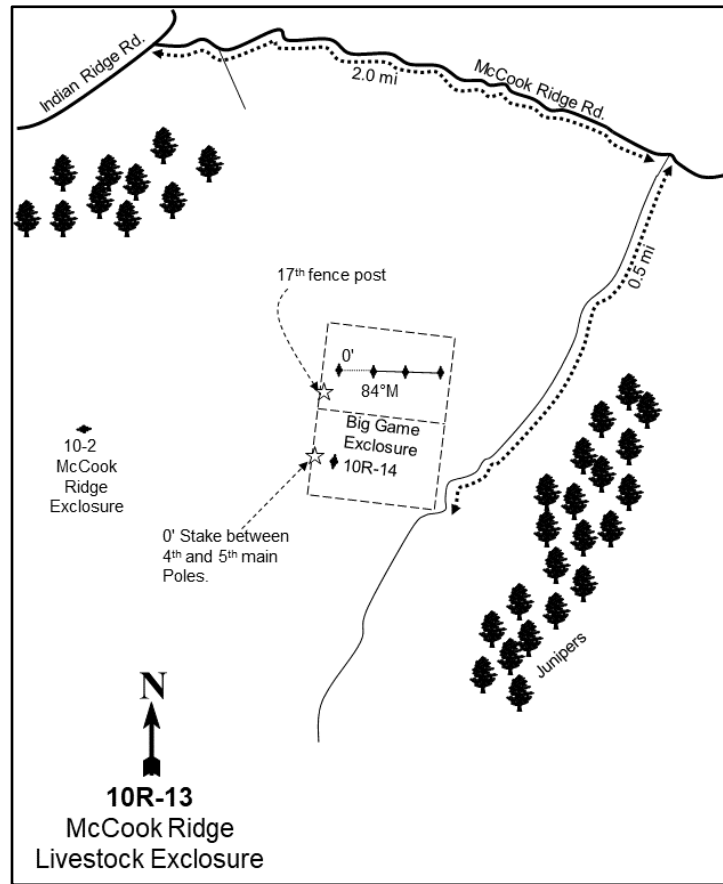 Indian Ridge Rd.
2.0 mi
McCook Ridge Rd.
0.5 mi
17th fence post
0'
84°M
Big Game
Exclosure
10R-14
10-2
McCook
Ridge
Exclosure
0' Stake between
4th and 5th main
Poles.
Junipers
N
10R-13
McCook Ridge
Livestock Exclosure